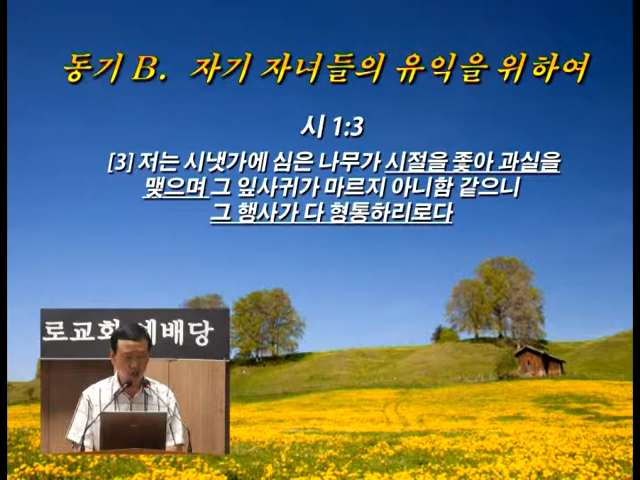 동기 B. 자기 자녀들의 유익을 위하여
시 1:3
[3] 저는 시냇가에 심은 나무가 시절을 좇아 과실을
맺으며 그 잎사귀가 마르지 아니함 같으니
그 행사가 다 형통하리로다
로교회 예배당